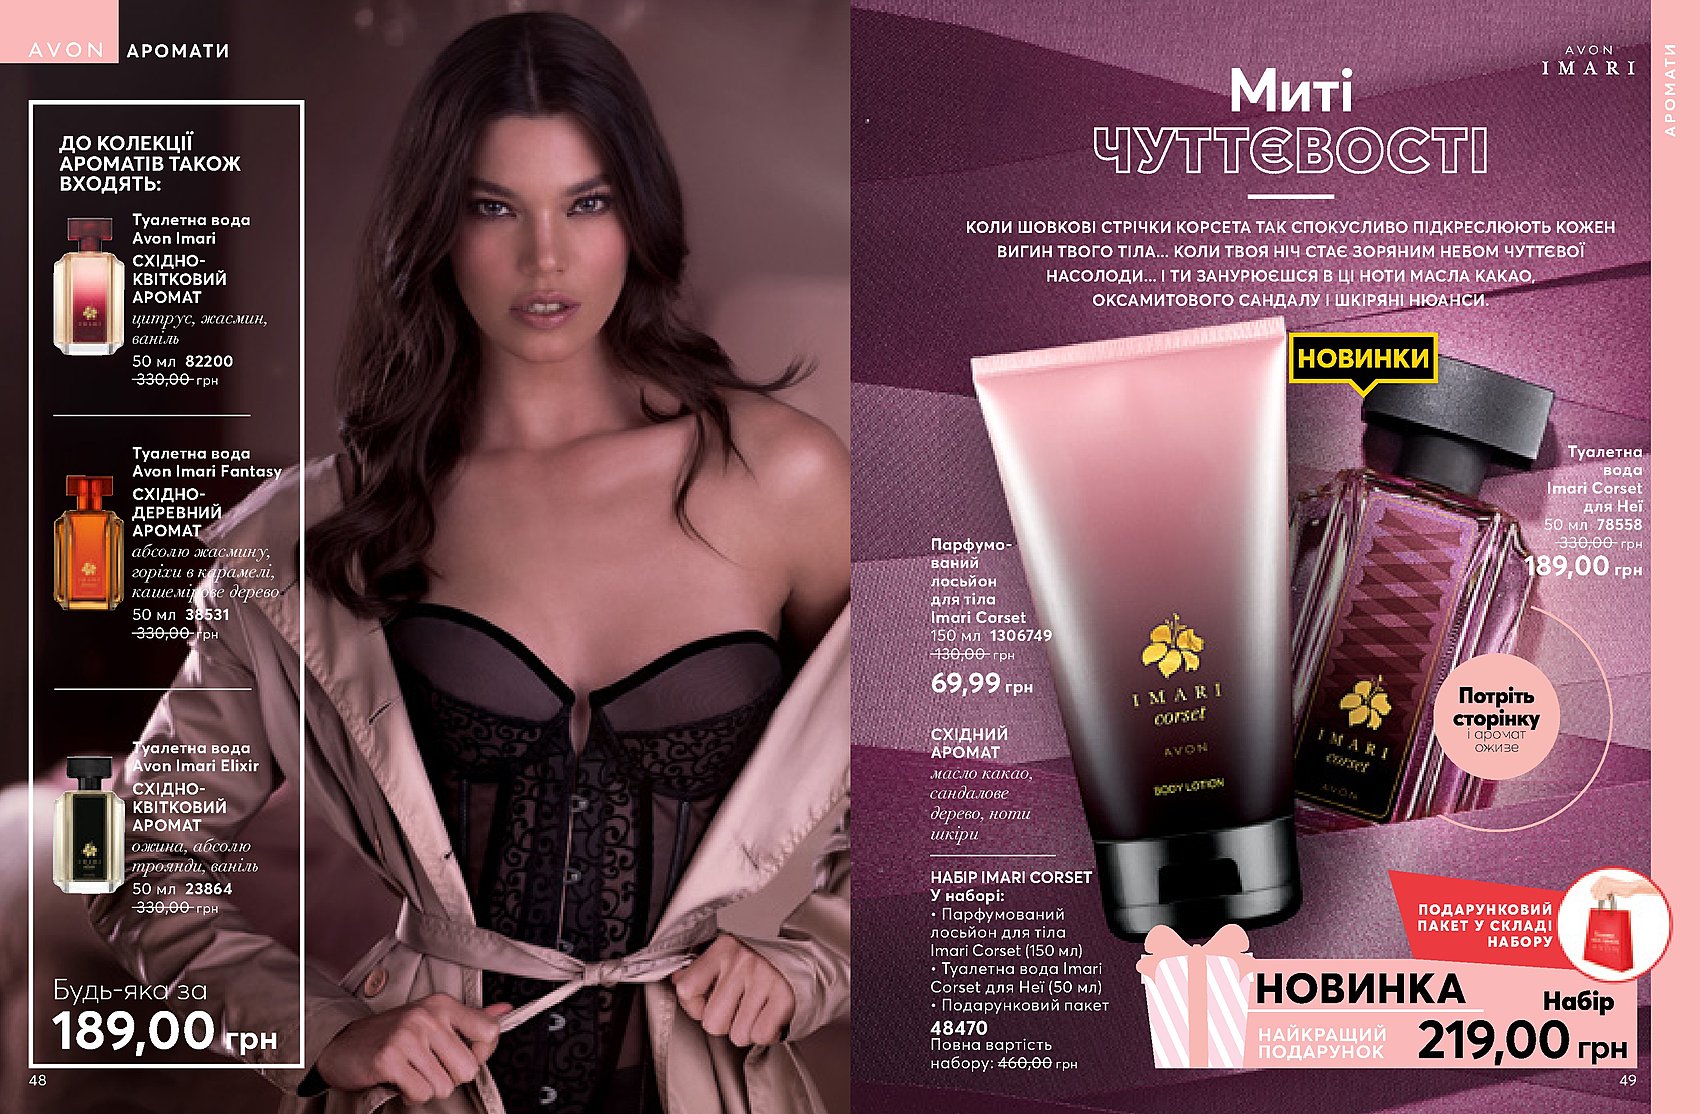 AVON АРОМАТИ
ДО КОЛЕКЦІЇ
АРОМАТІВ ТАКОЖ
ВХОДЯТЬ:
Туалетна вода
Avon Imari
СХІДНО-
КВІТКОВИЙ
АРОМАТ
цитрус, жасмин,
ваніль
50 мл 82200
330,00 грн
Туалетна вода
Avon Imari Fantasy
СХІДНО-
ДЕРЕВНИЙ
АРОМАТ
абсолю жасмину,
горіхи в карамелі,
кашемірове дерево
50 мл 38531
330,00 грн
Туалетна вода
Avon Imari Elixir
СХІДНО-
КВІТКОВИЙ
АРОМАТ
ожина, абсолю
троянди, ваніль
50 мл 23864
330,00 грн
Будь-яка за
189,00 грн
48
AVON
IMARI
АРОМАТИ
Миті
ЧУТТЄВОСТІ
КОЛИ ШОВКОВІ СТРІЧКИ КОРСЕТА ТАК СПОКУСЛИВО ПІДКРЕСЛЮЮТЬ КОЖЕН
ВИГИН ТВОГО ТІЛА... КОЛИ ТВОЯ НІЧ СТАЄ ЗОРЯНИМ НЕБОМ ЧУТТЄВОЇ
НАСОЛОДИ... І ТИ ЗАНУРЮЄШСЯ В ЦІ НОТИ МАСЛА КАКАО,
ОКСАМИТОВОГО САНДАЛУ І ШКІРЯНІ НЮАНСИ.
НОВИНКИ
Туалетна
вода
Imari Corset
для Неї
50 мл 78558
330,00 грн
189,00 грн
Парфумо-
ваний
лосьйон
для тіла
Imari Corset
150 мл 1306749
130,00 грн
69,99 грн
СХІДНИЙ
АРОМАТ
масло какао,
сандалове
дерево, ноти
шкіри
IMARI
corset
AVON
BODY LOTION
IMARI
corset
AVON
Потріть
сторінку
і аромат
оживе
НАБІР IMARI CORSET
У наборі:
• Парфумований
лосьйон для тіла
Imari Corset (150 мл)
• Туалетна вода Imari
Corset для Неї (50 мл)
• Подарунковий пакет
48470
Повна вартість
набору: 460,00 грн
ПОДАРУНКОВИЙ
ПАКЕТ У СКЛАДІ
НАБОРУ
НОВИНКА
НАЙКРАЩИЙ
ПОДАРУНОК
Набір
219,00 грн
49